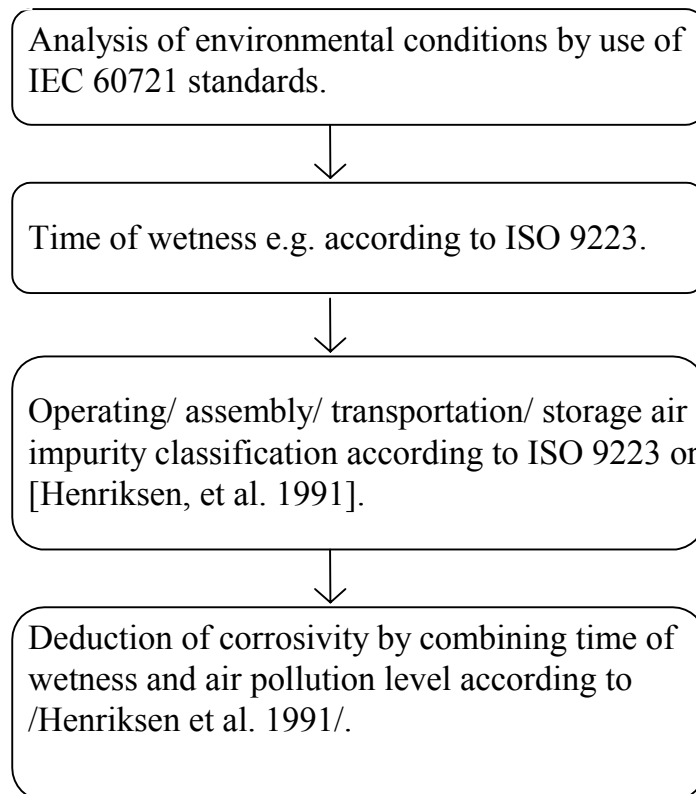 Analysis of environmental conditions by use of
IEC 60721 standards.
Time of wetness e.g. according to ISO 9223.
Operating/ assembly/ transportation/ storage air
impurity classification according to ISO 9223 or
[Henriksen, et al. 1991].
Deduction of corrosivity by combining time of
wetness and air pollution level according to
/Henriksen et al. 1991/.